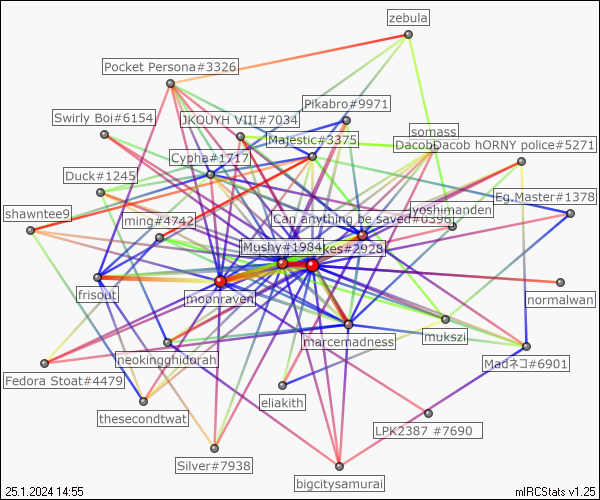 zebula
Pocket Persona#3326
Pikabro#9971
Swirly Boi#6154
JKQUYH VIII#7034
somass
Majestic#3375
DacobDacob hORNY police#5271
Cypha#1717
Duck#1245
Eg.Master#1378
shawntee9
ming#4742
Can anything be saved#0396
yoshimanden
Mushy#1984
kes#2928
frisout
moonraven
normalwan
marcemadness
mukszi
neokingghidorah
Madネコ#6901
Fedora Stoat#4479
thesecondtwat
eliakith
LPK2387 #7690
Silver#7938
bigcitysamurai
25.1.2024 14:55
mIRCStats v1.25